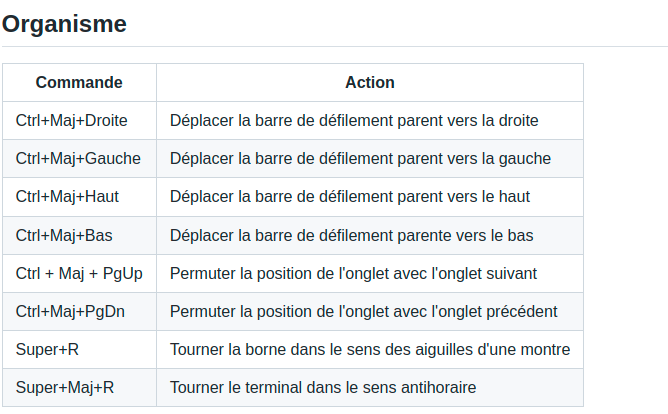 Organisme
Commande Action
Ctrl+Maj+Droite Déplacer la barre de défilement parent vers la droite
Ctrl+Maj+Gauche Déplacer la barre de défilement parent vers la gauche
Ctrl+Maj+Haut Déplacer la barre de défilement parent vers le haut
Ctrl+Maj+Bas Déplacer la barre de défilement parente vers le bas
Ctrl + Maj + PgUp Permuter la position de l'onglet avec l'onglet suivant
Ctrl+Maj+PgDn Permuter la position de l'onglet avec l'onglet précédent
Super+R Tourner la borne dans le sens des aiguilles d'une montre
Super+Maj+R Tourner le terminal dans le sens antihoraire